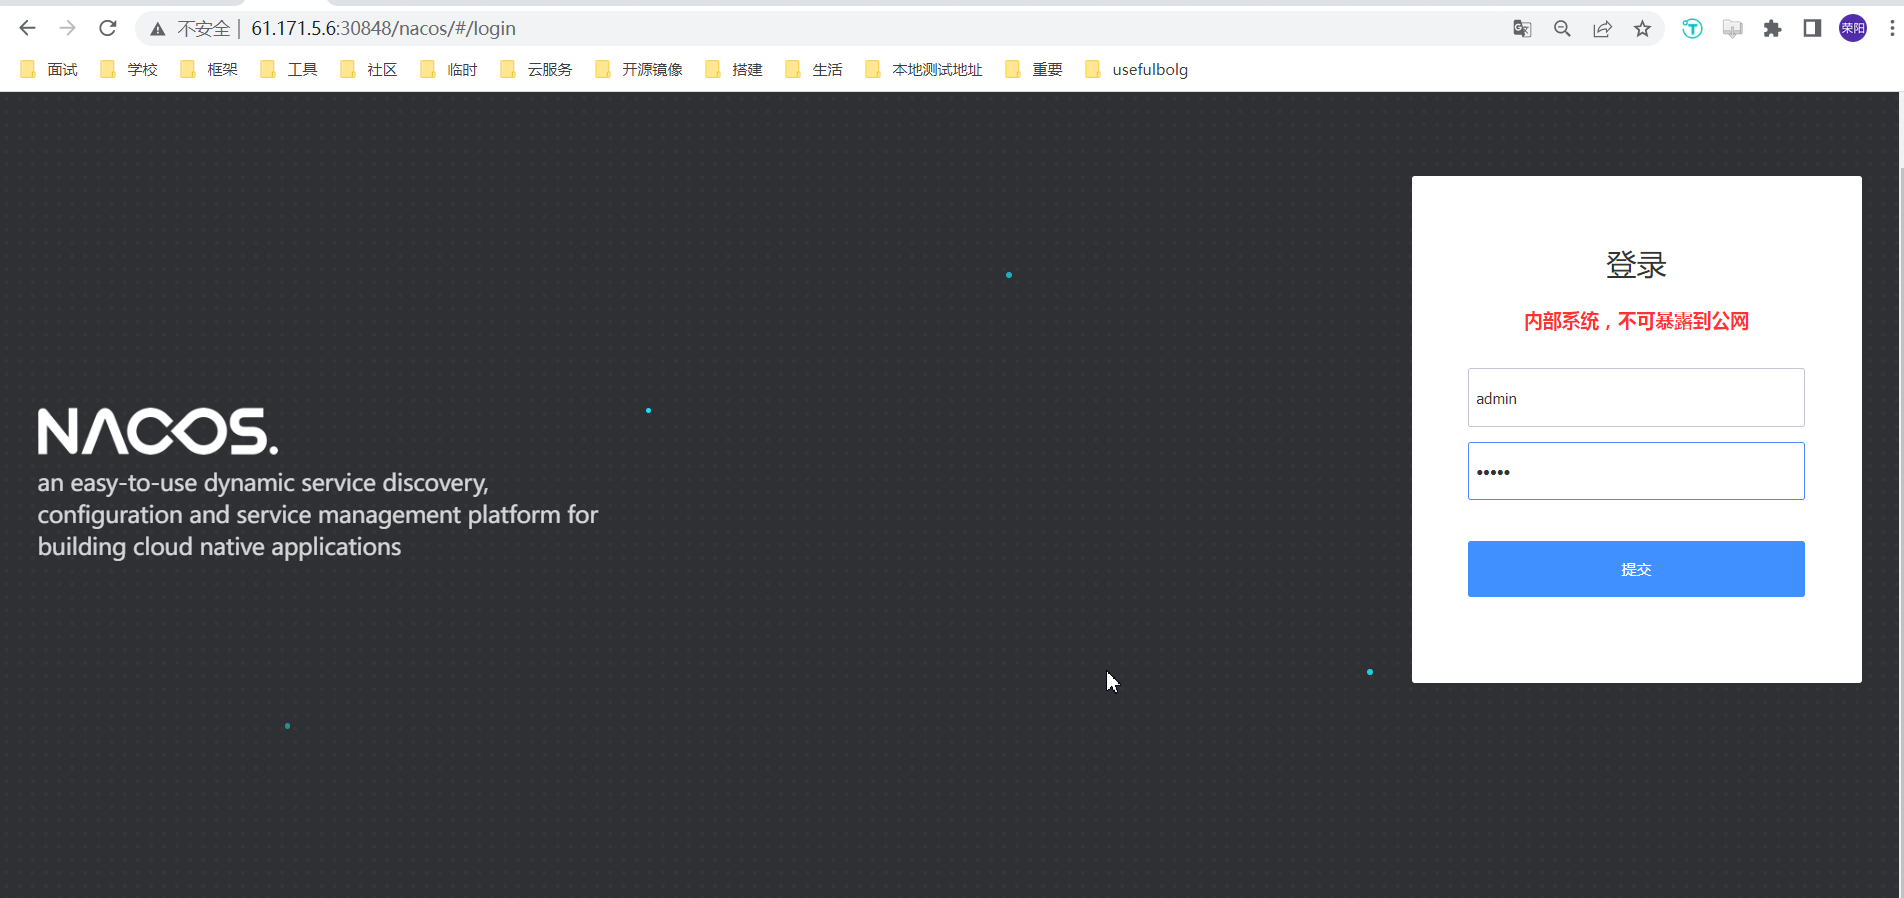 不安全 | 61.171.5.6:30848/nacos/#/login
荣阳
面试 学校 框架 工具 社区 临时 云服务 开源镜像 搭建 生活 本地测试地址 重要 usefulbolg
登录
内部系统，不可暴露到公网
admin
•••••
提交
NACOS.
an easy-to-use dynamic service discovery,
configuration and service management platform for
building cloud native applications